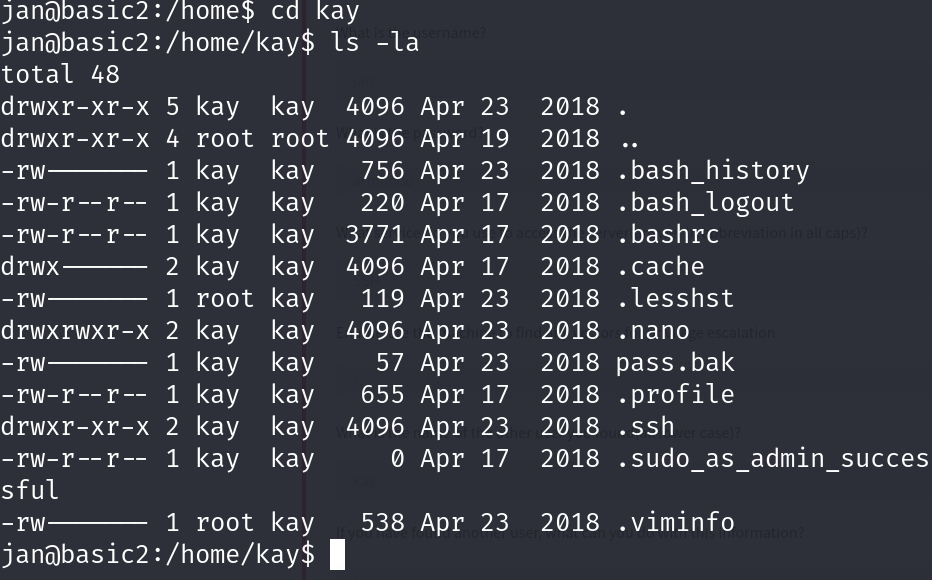 jan@basic2:/home$ cd kay
jan@basic2:/home/kay$ ls -la
total 48
drwxr-xr-x 5 kay  kay  4096 Apr 23  2018 .
drwxr-xr-x 4 root root 4096 Apr 19  2018 ..
-rw------- 1 kay  kay   756 Apr 23  2018 .bash_history
-rw-r--r-- 1 kay  kay   220 Apr 17  2018 .bash_logout
-rw-r--r-- 1 kay  kay  3771 Apr 17  2018 .bashrc
drwx------ 2 kay  kay  4096 Apr 17  2018 .cache
-rw------- 1 root kay   119 Apr 23  2018 .lesshst
drwxrwxr-x 2 kay  kay  4096 Apr 23  2018 .nano
-rw------- 1 kay  kay    57 Apr 23  2018 pass.bak
-rw-r--r-- 1 kay  kay   655 Apr 17  2018 .profile
drwxr-xr-x 2 kay  kay  4096 Apr 23  2018 .ssh
-rw-r--r-- 1 kay  kay     0 Apr 17  2018 .sudo_as_admin_succes
sful
-rw------- 1 root kay   538 Apr 23  2018 .viminfo
jan@basic2:/home/kay$